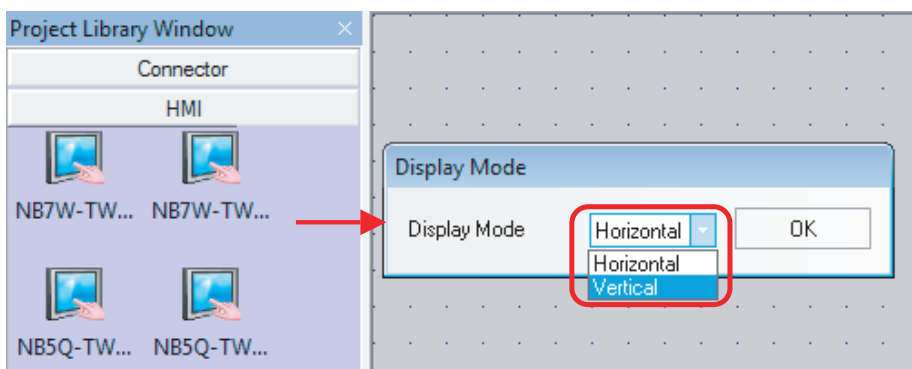 Project Library Window
Connector
HMI
NB7W-TW... NB7W-TW...
NB5Q-TW... NB5Q-TW...
Display Mode
Display Mode Horizontal OK
Horizontal
Vertical